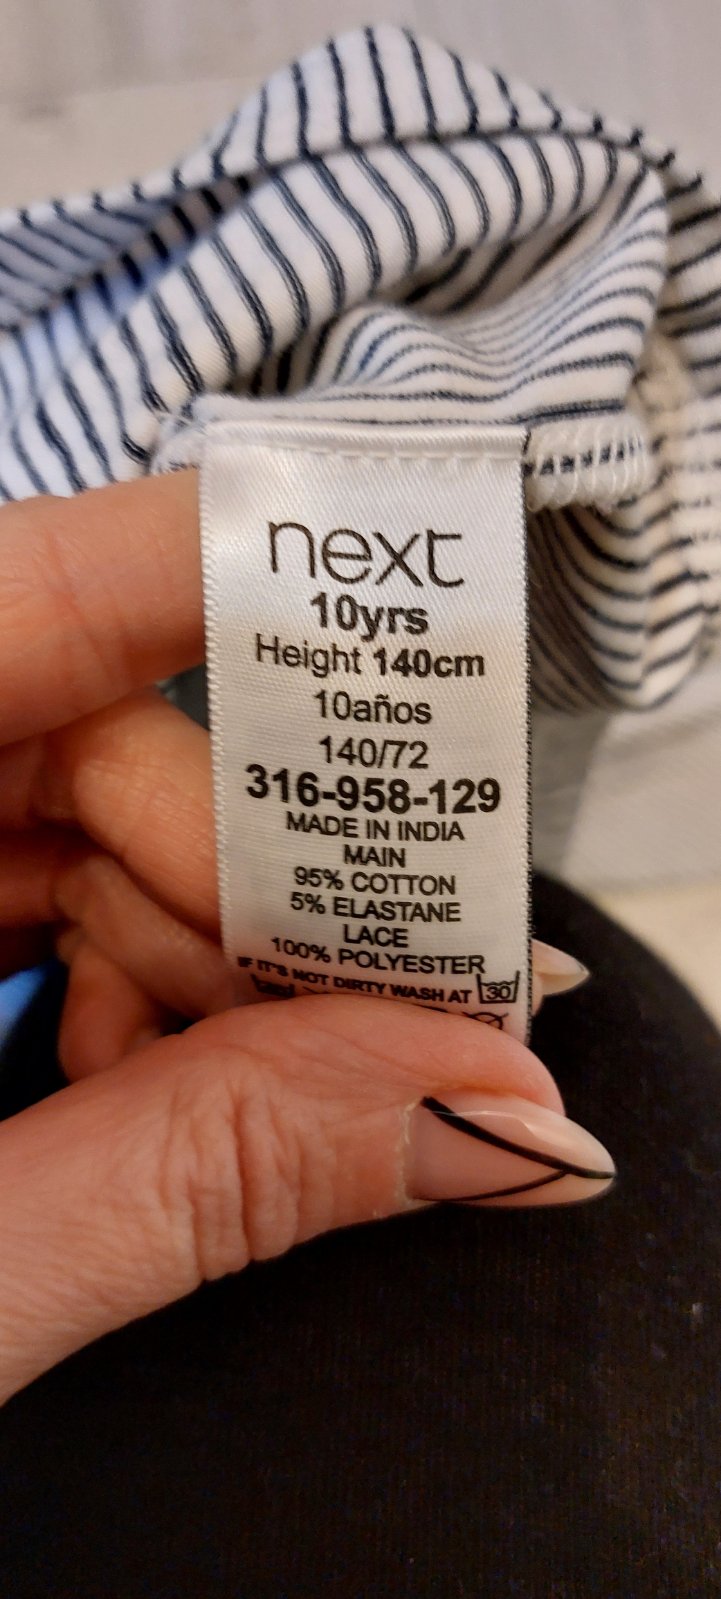 next
10yrs
Height 140cm
10años
140/72
316-958-129
MADE IN INDIA
MAIN
95% COTTON
5% ELASTANE
LACE
100% POLYESTER
IF IT'S NOT DIRTY WASH AT 30